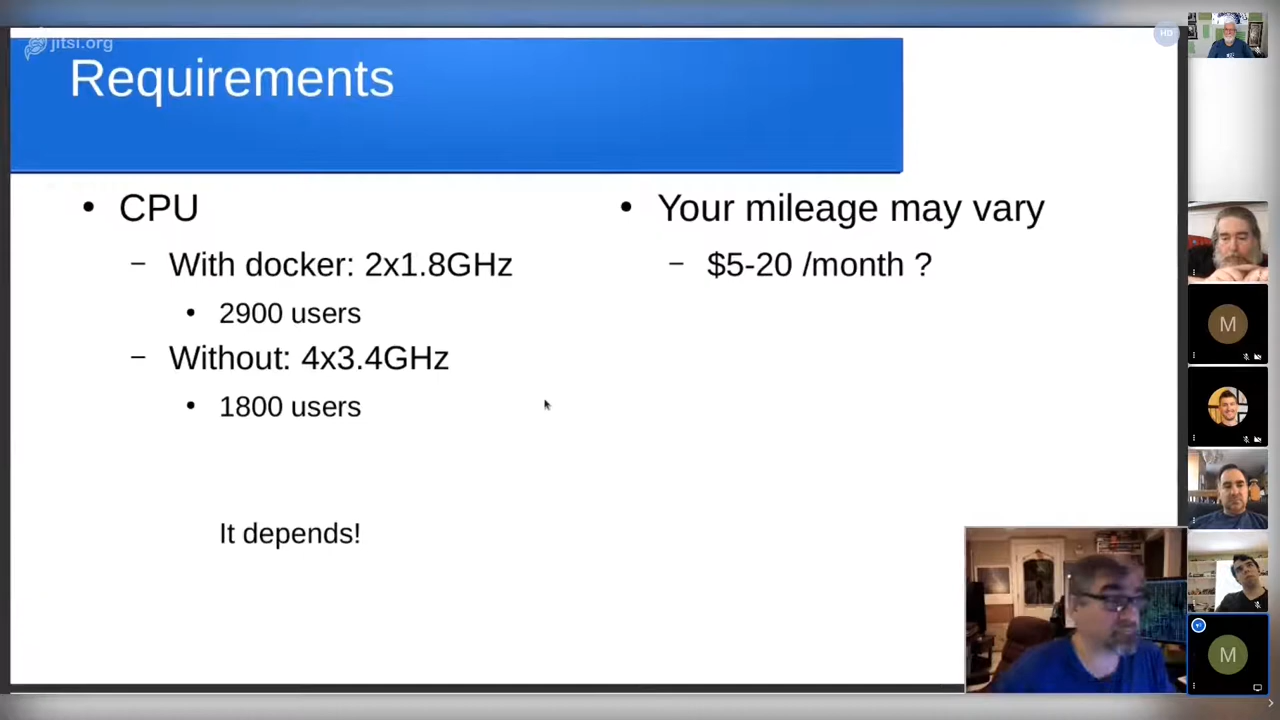 jitsi.org
HD
Requirements
• CPU
– With docker: 2x1.8GHz
• 2900 users
– Without: 4x3.4GHz
• 1800 users
It depends!
• Your mileage may vary
– $5-20 /month ?
M
M